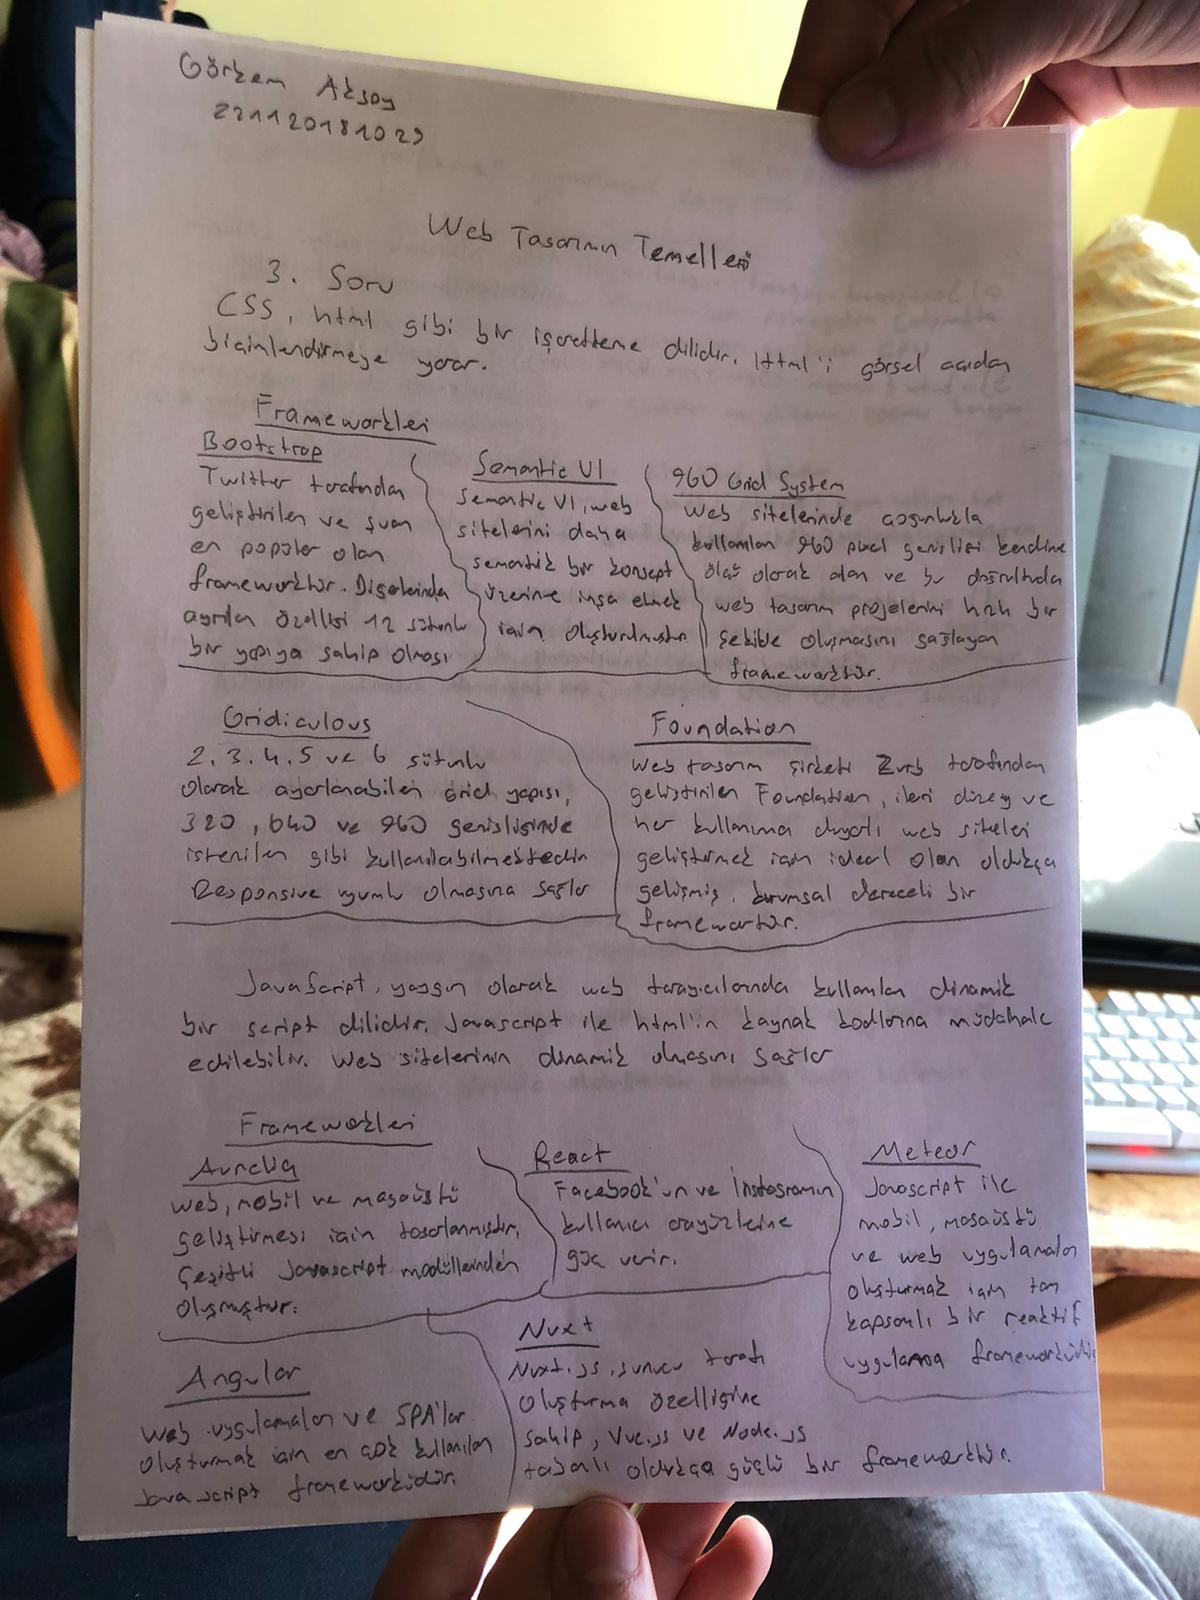 Görkem Aksoy
221120181029
Web Tasarımın Temelleri
3. Soru
CSS, html gibi bir işaretleme dilidir. Html'i görsel açıdan
biçimlendirmeye yarar.
Frameworkleri
Bootstrap
Twitter tarafından
geliştirilen ve şuan
en popüler olan
frameworktür. Diğerlerinden
ayrılan özelliği 12 sütunlu
bir yapıya sahip olması
Semantic UI
Semantic UI, web
sitelerini daha
semantik bir konsept
üzerine inşa etmek
için oluşturulmuştur
960 Grid System
Web sitelerinde çoğunlukla
kullanılan 960 pixel genişliği kendine
ölçü olarak alan ve bu doğrultuda
web tasarım projelerini hızlı bir
şekilde oluşmasını sağlayan
frameworktür.
Gridiculous
2, 3, 4, 5 ve 6 sütunlu
olarak ayarlanabilen Grid yapısı,
320, 640 ve 960 genişliğinde
istenilen gibi kullanılabilmektedir
Responsive uyumlu olmasına sağlar
Foundation
Web tasarım şirketi Zurb tarafından
geliştirilen Foundation, ileri düzey ve
her kullanıma duyarlı web siteleri
geliştirmek için ideal olan oldukça
gelişmiş, kurumsal dereceli bir
frameworktür.
JavaScript, yaygın olarak web tarayıcılarında kullanılan dinamik
bir script dilidir. Javascript ile html'in kaynak kodlarına müdahale
edilebilir. Web sitelerinin dinamik olmasını sağlar
Frameworkleri
Aurelia
Web, mobil ve masaüstü
geliştirmesi için tasarlanmıştır,
Çeşitli Javascript modüllerinden
oluşmuştur.
React
Facebook'un ve İnstagramın
kullanıcı arayüzlerine
güç verir.
Meteor
Javascript ile
mobil, masaüstü
ve web uygulamaları
oluşturmak için tam
kapsamlı bir reaktif
uygulama frameworküdür
Angular
Web uygulamaları ve SPA'lar
oluşturmak için en çok kullanılan
Java script frameworküdür.
Nuxt
Nuxt.js, sunucu tarafı
oluşturma özelliğine
sahip, Vue.js ve Node.js
tabanlı oldukça güçlü bir frameworktür.